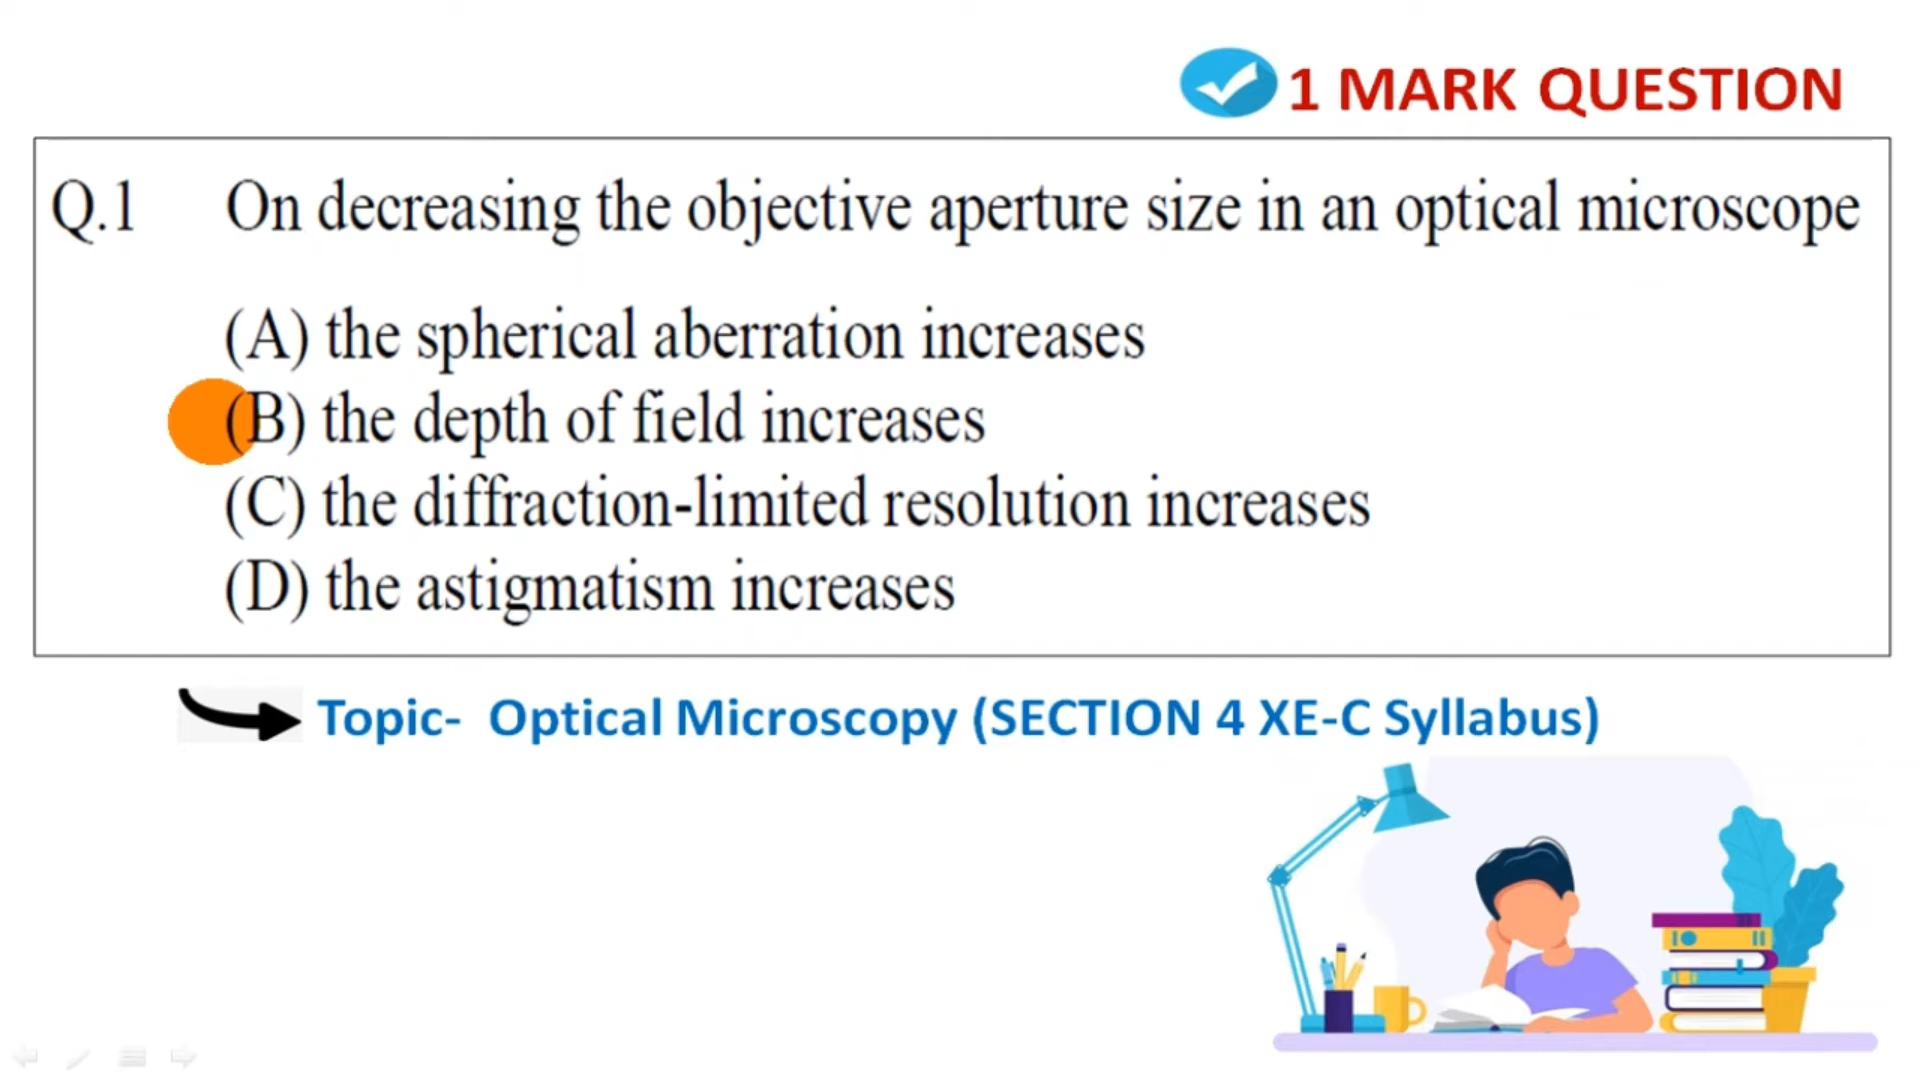 1 MARK QUESTION
Q.1 On decreasing the objective aperture size in an optical microscope
(A) the spherical aberration increases
(B) the depth of field increases
(C) the diffraction-limited resolution increases
(D) the astigmatism increases
Topic- Optical Microscopy (SECTION 4 XE-C Syllabus)